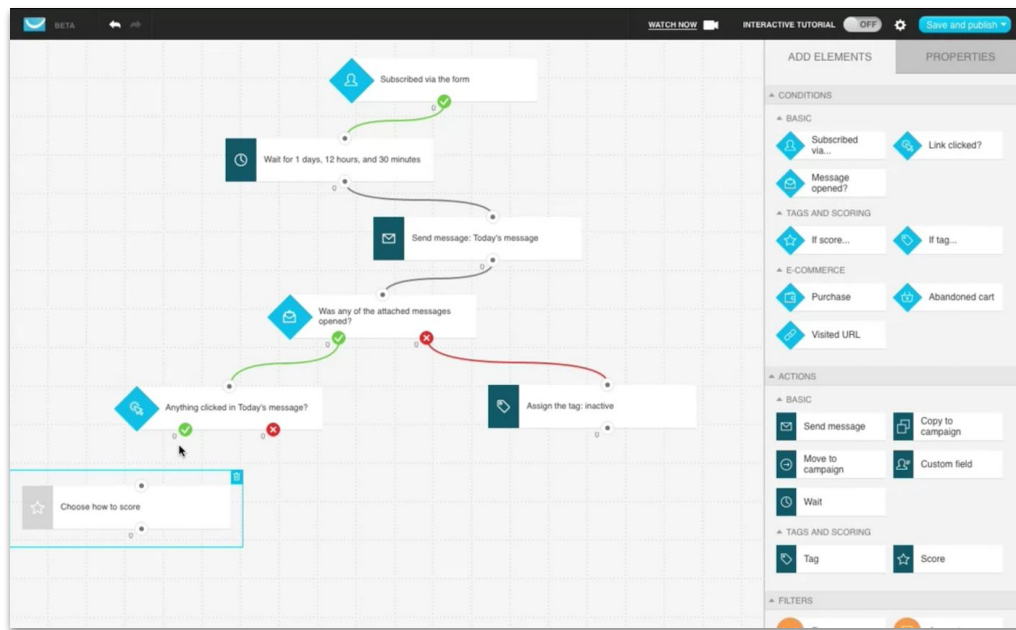 BETA
WATCH NOW
INTERACTIVE TUTORIAL
OFF
Save and publish
ADD ELEMENTS
PROPERTIES
Subscribed via the form
0
Wait for 1 days, 12 hours, and 30 minutes
0
Send message: Today's message
0
Was any of the attached messages
opened?
0
0
Anything clicked in Today's message?
0
0
Assign the tag: inactive
0
Choose how to score
0
CONDITIONS
BASIC
Subscribed
via...
Link clicked?
Message
opened?
TAGS AND SCORING
If score...
If tag...
E-COMMERCE
Purchase
Abandoned cart
Visited URL
ACTIONS
BASIC
Send message
Copy to
campaign
Move to
campaign
Custom field
Wait
TAGS AND SCORING
Tag
Score
FILTERS